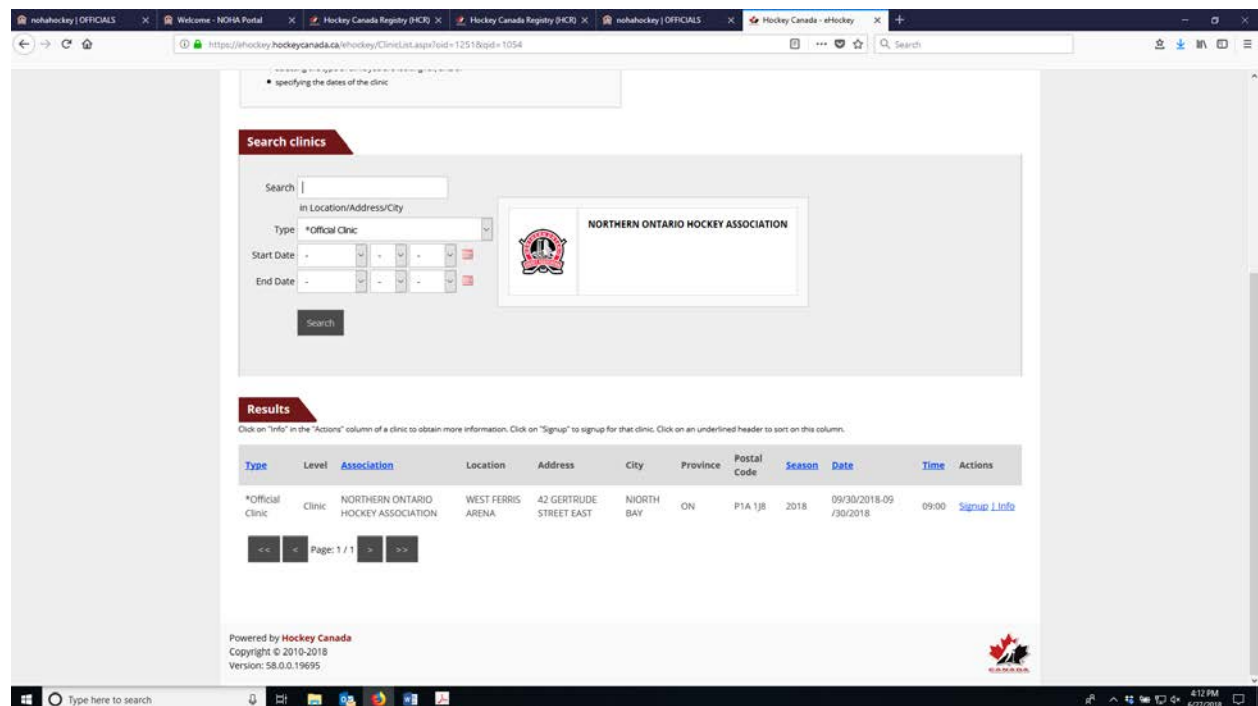 nohahockey | OFFICIALS
Welcome - NOHA Portal
Hockey Canada Registry (HCR)
Hockey Canada Registry (HCR)
nohahockey | OFFICIALS
Hockey Canada - eHockey
https://ehockey.hockeycanada.ca/ehockey/ClinicList.aspx?oid=1251&qid=1054
Search
specifying the dates of the clinic
Search clinics
Search
in Location/Address/City
Type *Official Clinic
Start Date - - -
End Date - - -
Search
NORTHERN ONTARIO HOCKEY ASSOCIATION
Results
Click on "Info" in the "Actions" column of a clinic to obtain more information. Click on "Signup" to signup for that clinic. Click on an underlined header to sort on this column.
Type Level Association Location Address City Province Postal Code Season Date Time Actions
*Official Clinic NORTHERN ONTARIO WEST FERRIS 42 GERTRUDE NIORTH ON P1A 1J8 2018 09/30/2018-09 09:00 Signup | Info
Clinic HOCKEY ASSOCIATION ARENA STREET EAST BAY /30/2018
<< < Page: 1 / 1 > >>
Powered by Hockey Canada
Copyright © 2010-2018
Version: 58.0.0.19695
CANADA
Type here to search
4:12 PM
6/27/2018